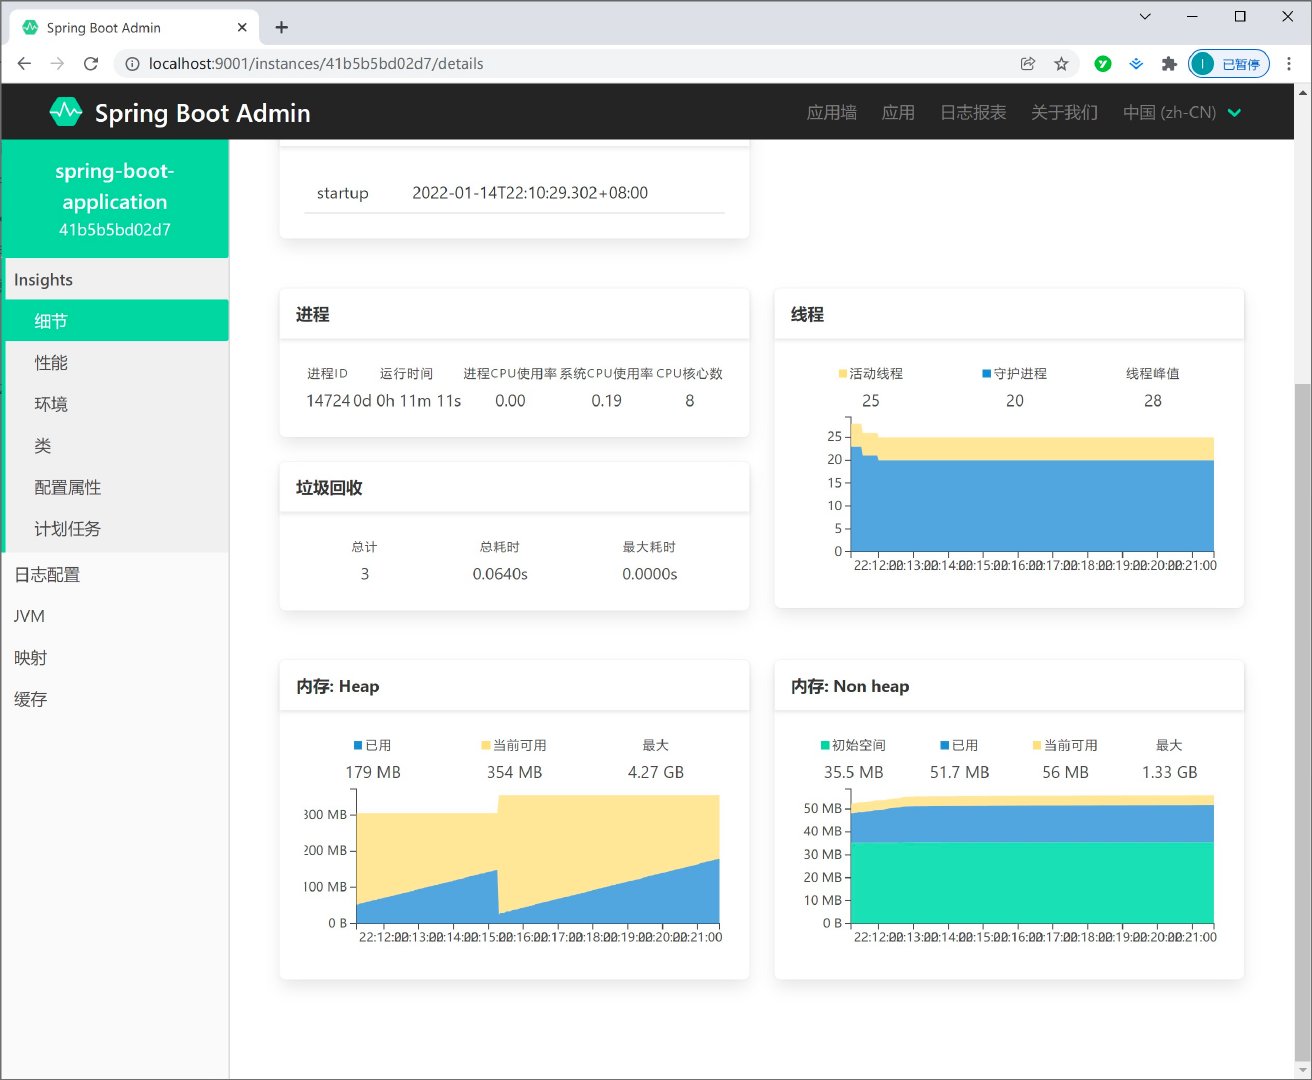 Spring Boot Admin
localhost:9001/instances/41b5b5bd02d7/details
已暂停
Spring Boot Admin
应用墙 应用 日志报表 关于我们 中国 (zh-CN)
spring-boot-
application
41b5b5bd02d7
Insights
细节
性能
环境
类
配置属性
计划任务
日志配置
JVM
映射
缓存
startup 2022-01-14T22:10:29.302+08:00
进程
进程ID 运行时间 进程CPU使用率 系统CPU使用率 CPU核心数
14724 0d 0h 11m 11s 0.00 0.19 8
线程
活动线程 守护进程 线程峰值
25 20 28
25
20
15
10
5
0
22:12:00 22:13:00 22:14:00 22:15:00 22:16:00 22:17:00 22:18:00 22:19:00 22:20:00 22:21:00
垃圾回收
总计 总耗时 最大耗时
3 0.0640s 0.0000s
内存: Heap
已用 当前可用 最大
179 MB 354 MB 4.27 GB
300 MB
200 MB
100 MB
0 B
22:12:00 22:13:00 22:14:00 22:15:00 22:16:00 22:17:00 22:18:00 22:19:00 22:20:00 22:21:00
内存: Non heap
初始空间 已用 当前可用 最大
35.5 MB 51.7 MB 56 MB 1.33 GB
50 MB
40 MB
30 MB
20 MB
10 MB
0 B
22:12:00 22:13:00 22:14:00 22:15:00 22:16:00 22:17:00 22:18:00 22:19:00 22:20:00 22:21:00